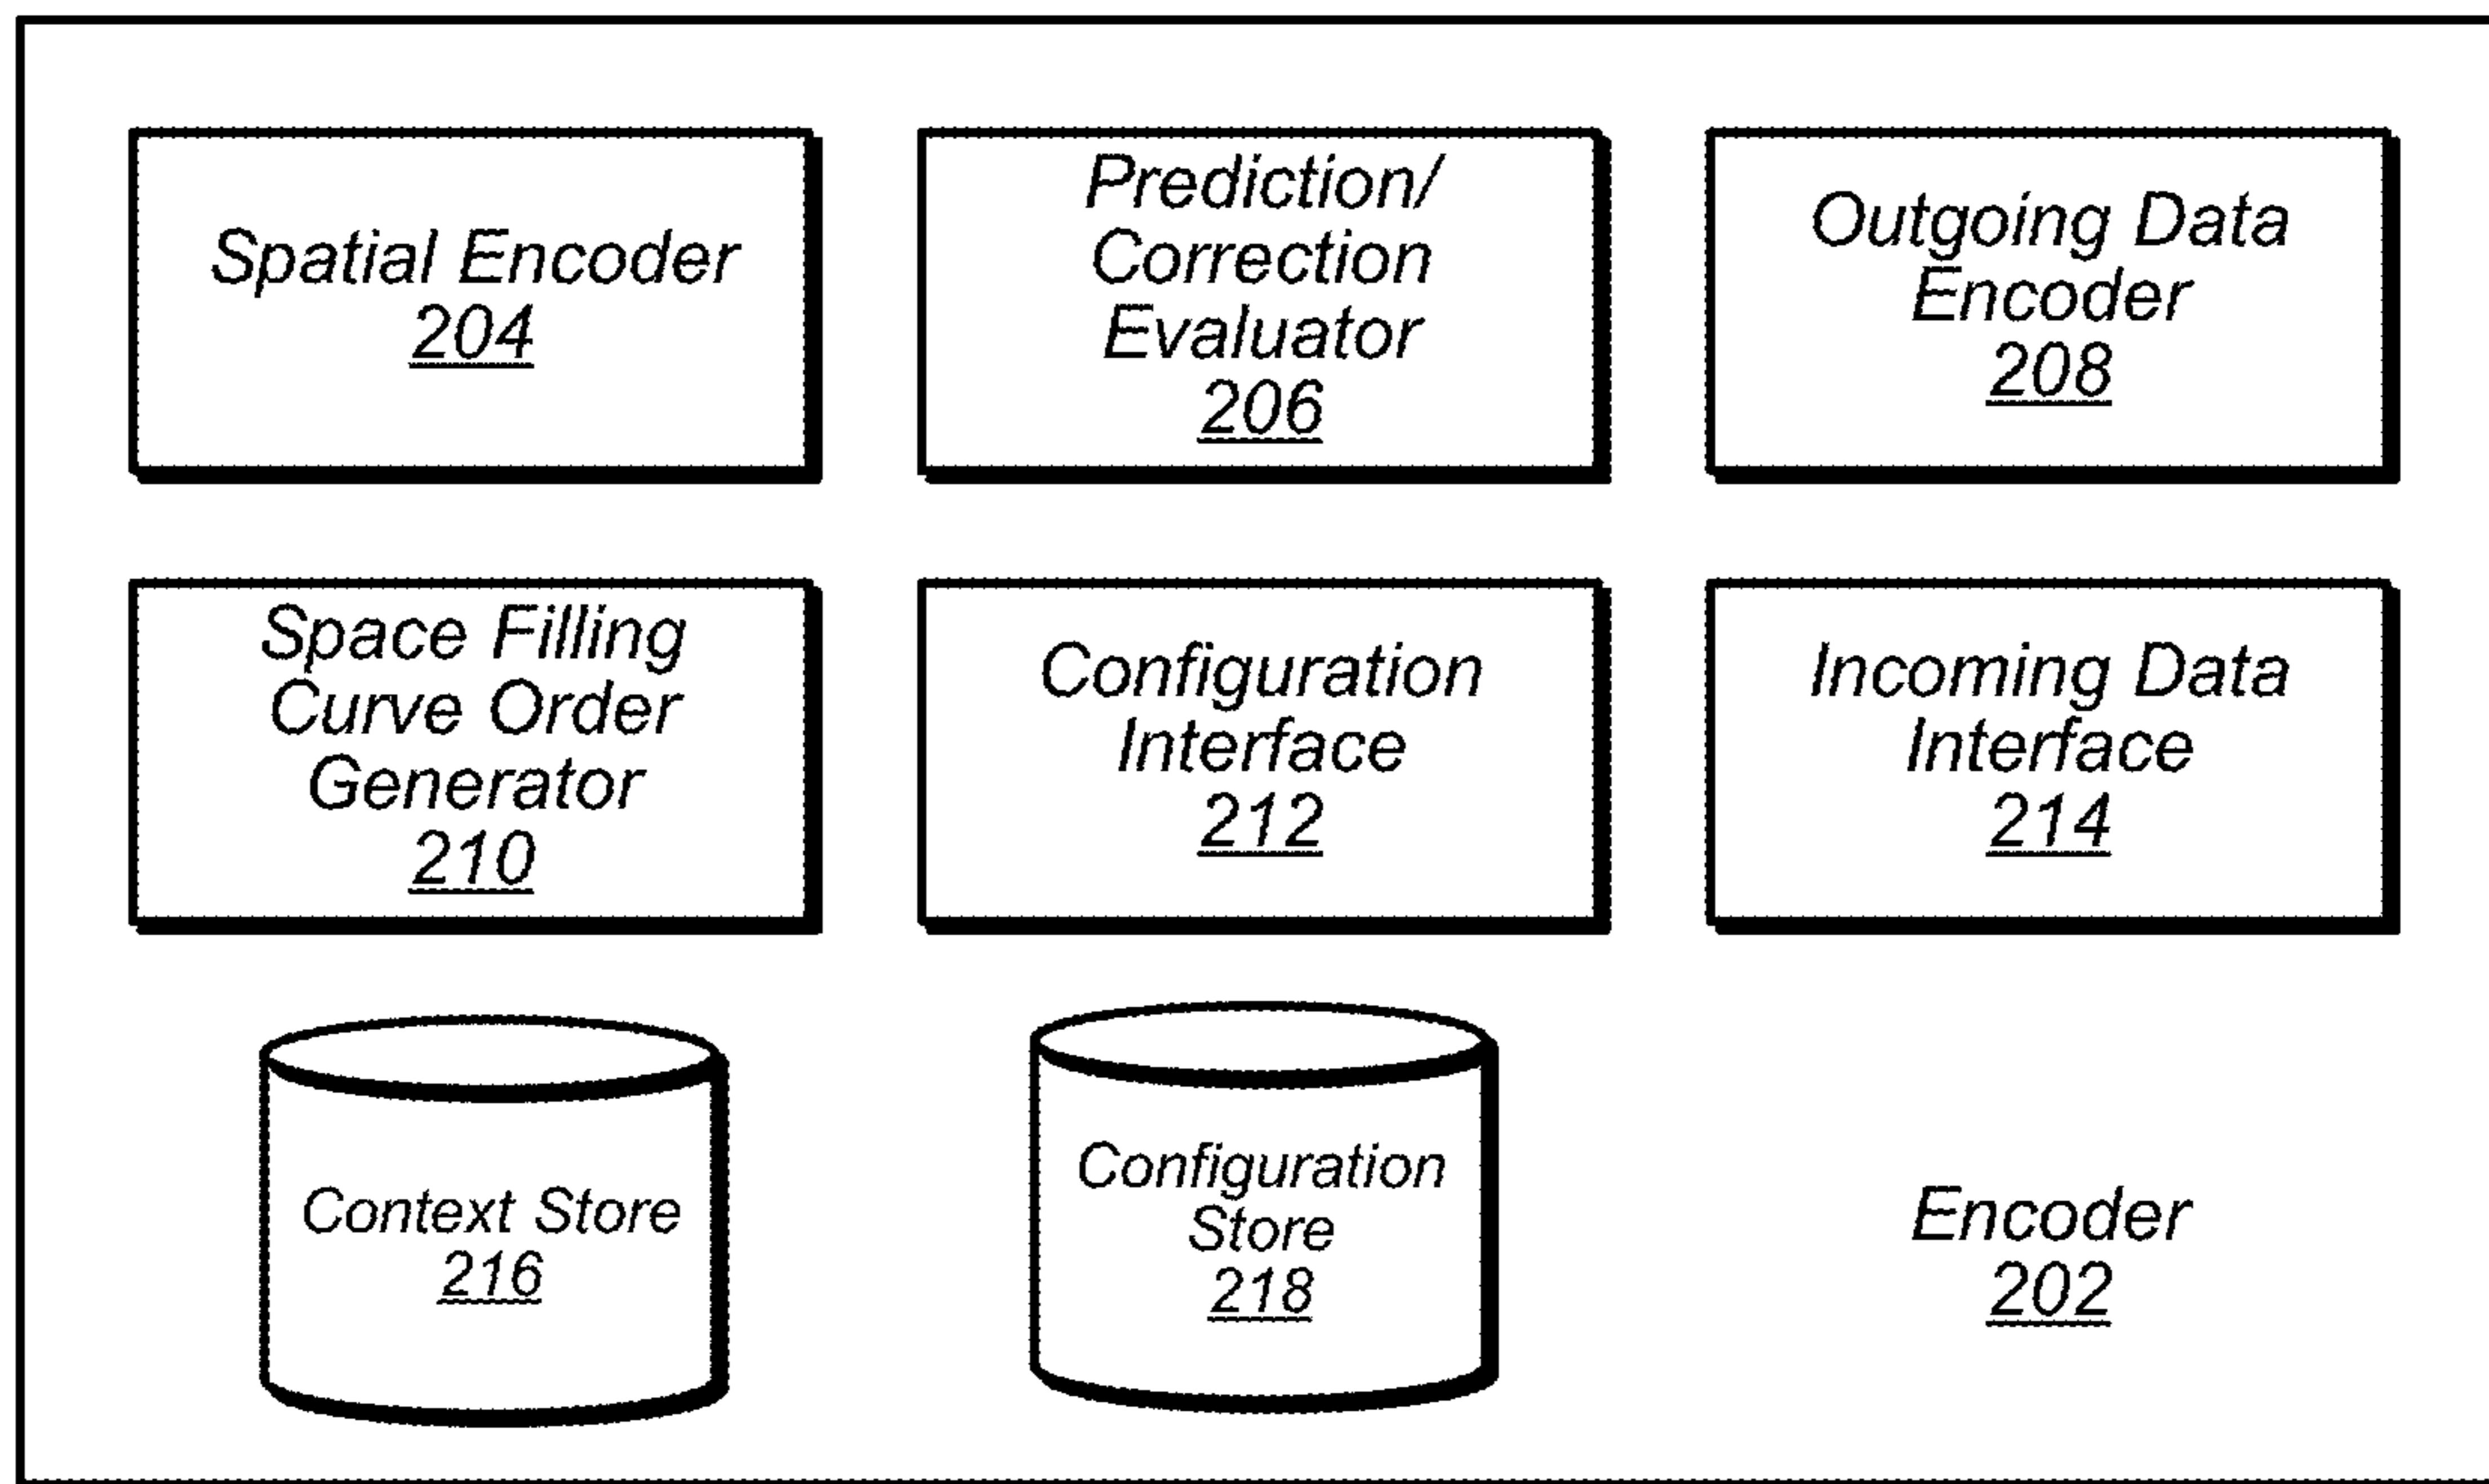 Spatial Encoder
204
Prediction/
Correction
Evaluator
206
Outgoing Data
Encoder
208
Space Filling
Curve Order
Generator
210
Configuration
Interface
212
Incoming Data
Interface
214
Context Store
216
Configuration
Store
218
Encoder
202